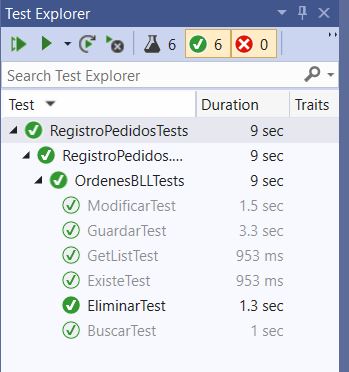 Test Explorer
6 6 0
Search Test Explorer
Test Duration Traits
RegistroPedidosTests 9 sec
RegistroPedidos.... 9 sec
OrdenesBLLTests 9 sec
ModificarTest 1.5 sec
GuardarTest 3.3 sec
GetListTest 953 ms
ExisteTest 953 ms
EliminarTest 1.3 sec
BuscarTest 1 sec